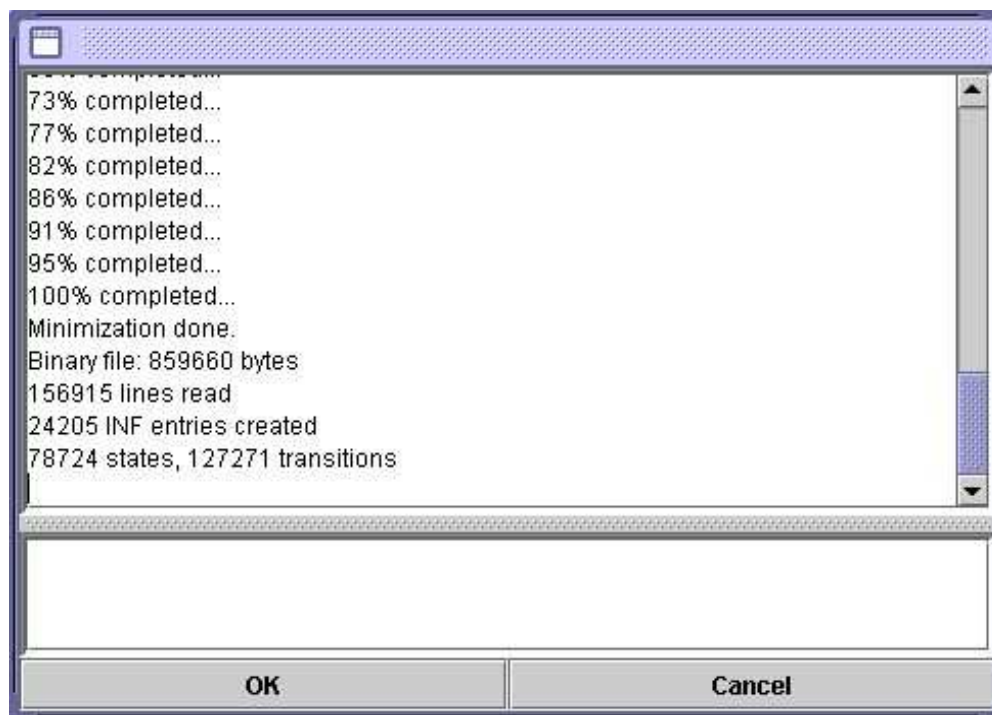 73% completed...
77% completed...
82% completed...
86% completed...
91% completed...
95% completed...
100% completed...
Minimization done.
Binary file: 859660 bytes
156915 lines read
24205 INF entries created
78724 states, 127271 transitions
OK
Cancel